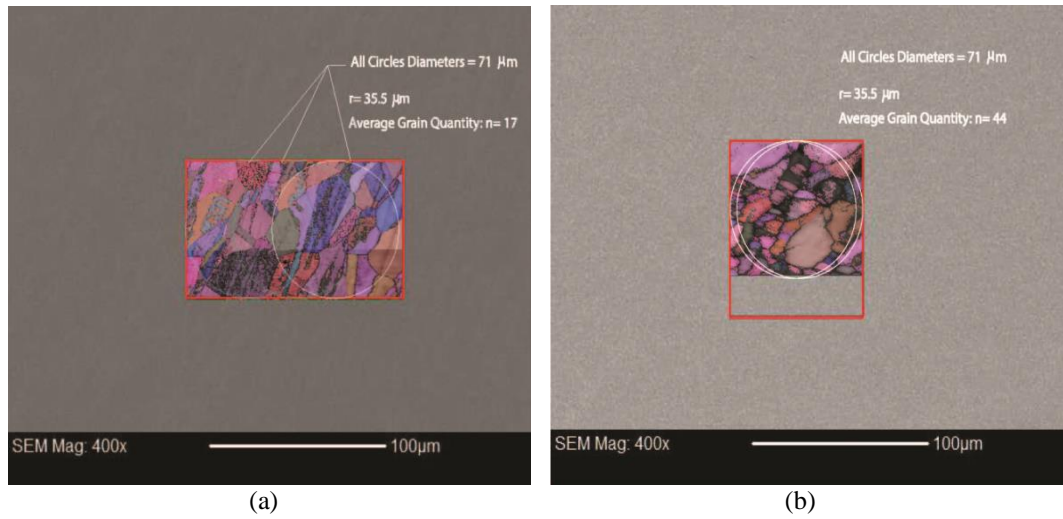 All Circles Diameters = 71 μm
r= 35.5 μm
Average Grain Quantity: n= 17
SEM Mag: 400x 100μm
(a)
All Circles Diameters = 71 μm
r= 35.5 μm
Average Grain Quantity: n= 44
SEM Mag: 400x 100μm
(b)